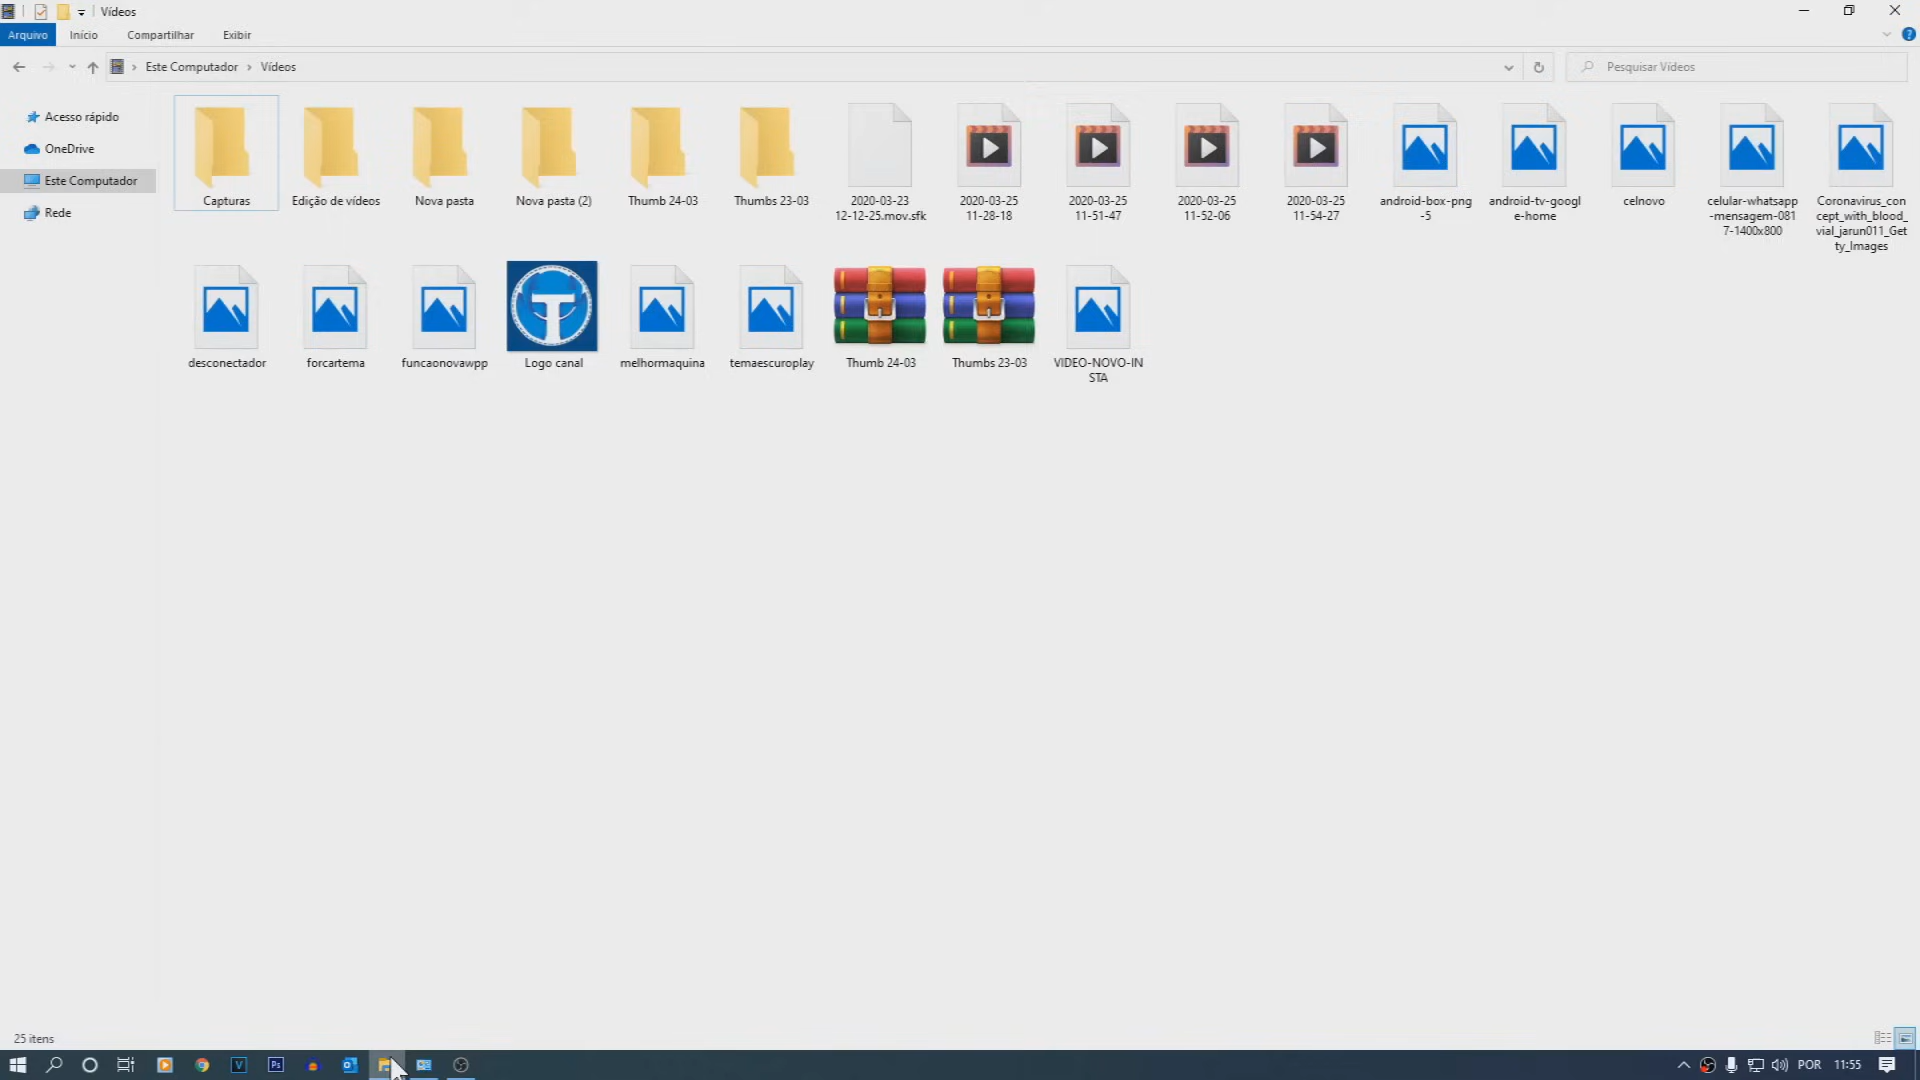 Vídeos
Arquivo
Início
Compartilhar
Exibir
Este Computador
Vídeos
Pesquisar Vídeos
Acesso rápido
OneDrive
Este Computador
Rede
Capturas
Edição de vídeos
Nova pasta
Nova pasta (2)
Thumb 24-03
Thumbs 23-03
2020-03-23
12-12-25.mov.sfk
2020-03-25
11-28-18
2020-03-25
11-51-47
2020-03-25
11-52-06
2020-03-25
11-54-27
android-box-png
-5
android-tv-googl
e-home
celnovo
celular-whatsapp
-mensagem-081
7-1400x800
Coronavirus_con
cept_with_blood_
vial_jarun011_Get
ty_Images
desconectador
forcartema
funcaonovawpp
Logo canal
melhormaquina
temaescuroplay
Thumb 24-03
Thumbs 23-03
VIDEO-NOVO-IN
STA
25 itens
V
Ps
POR
11:55